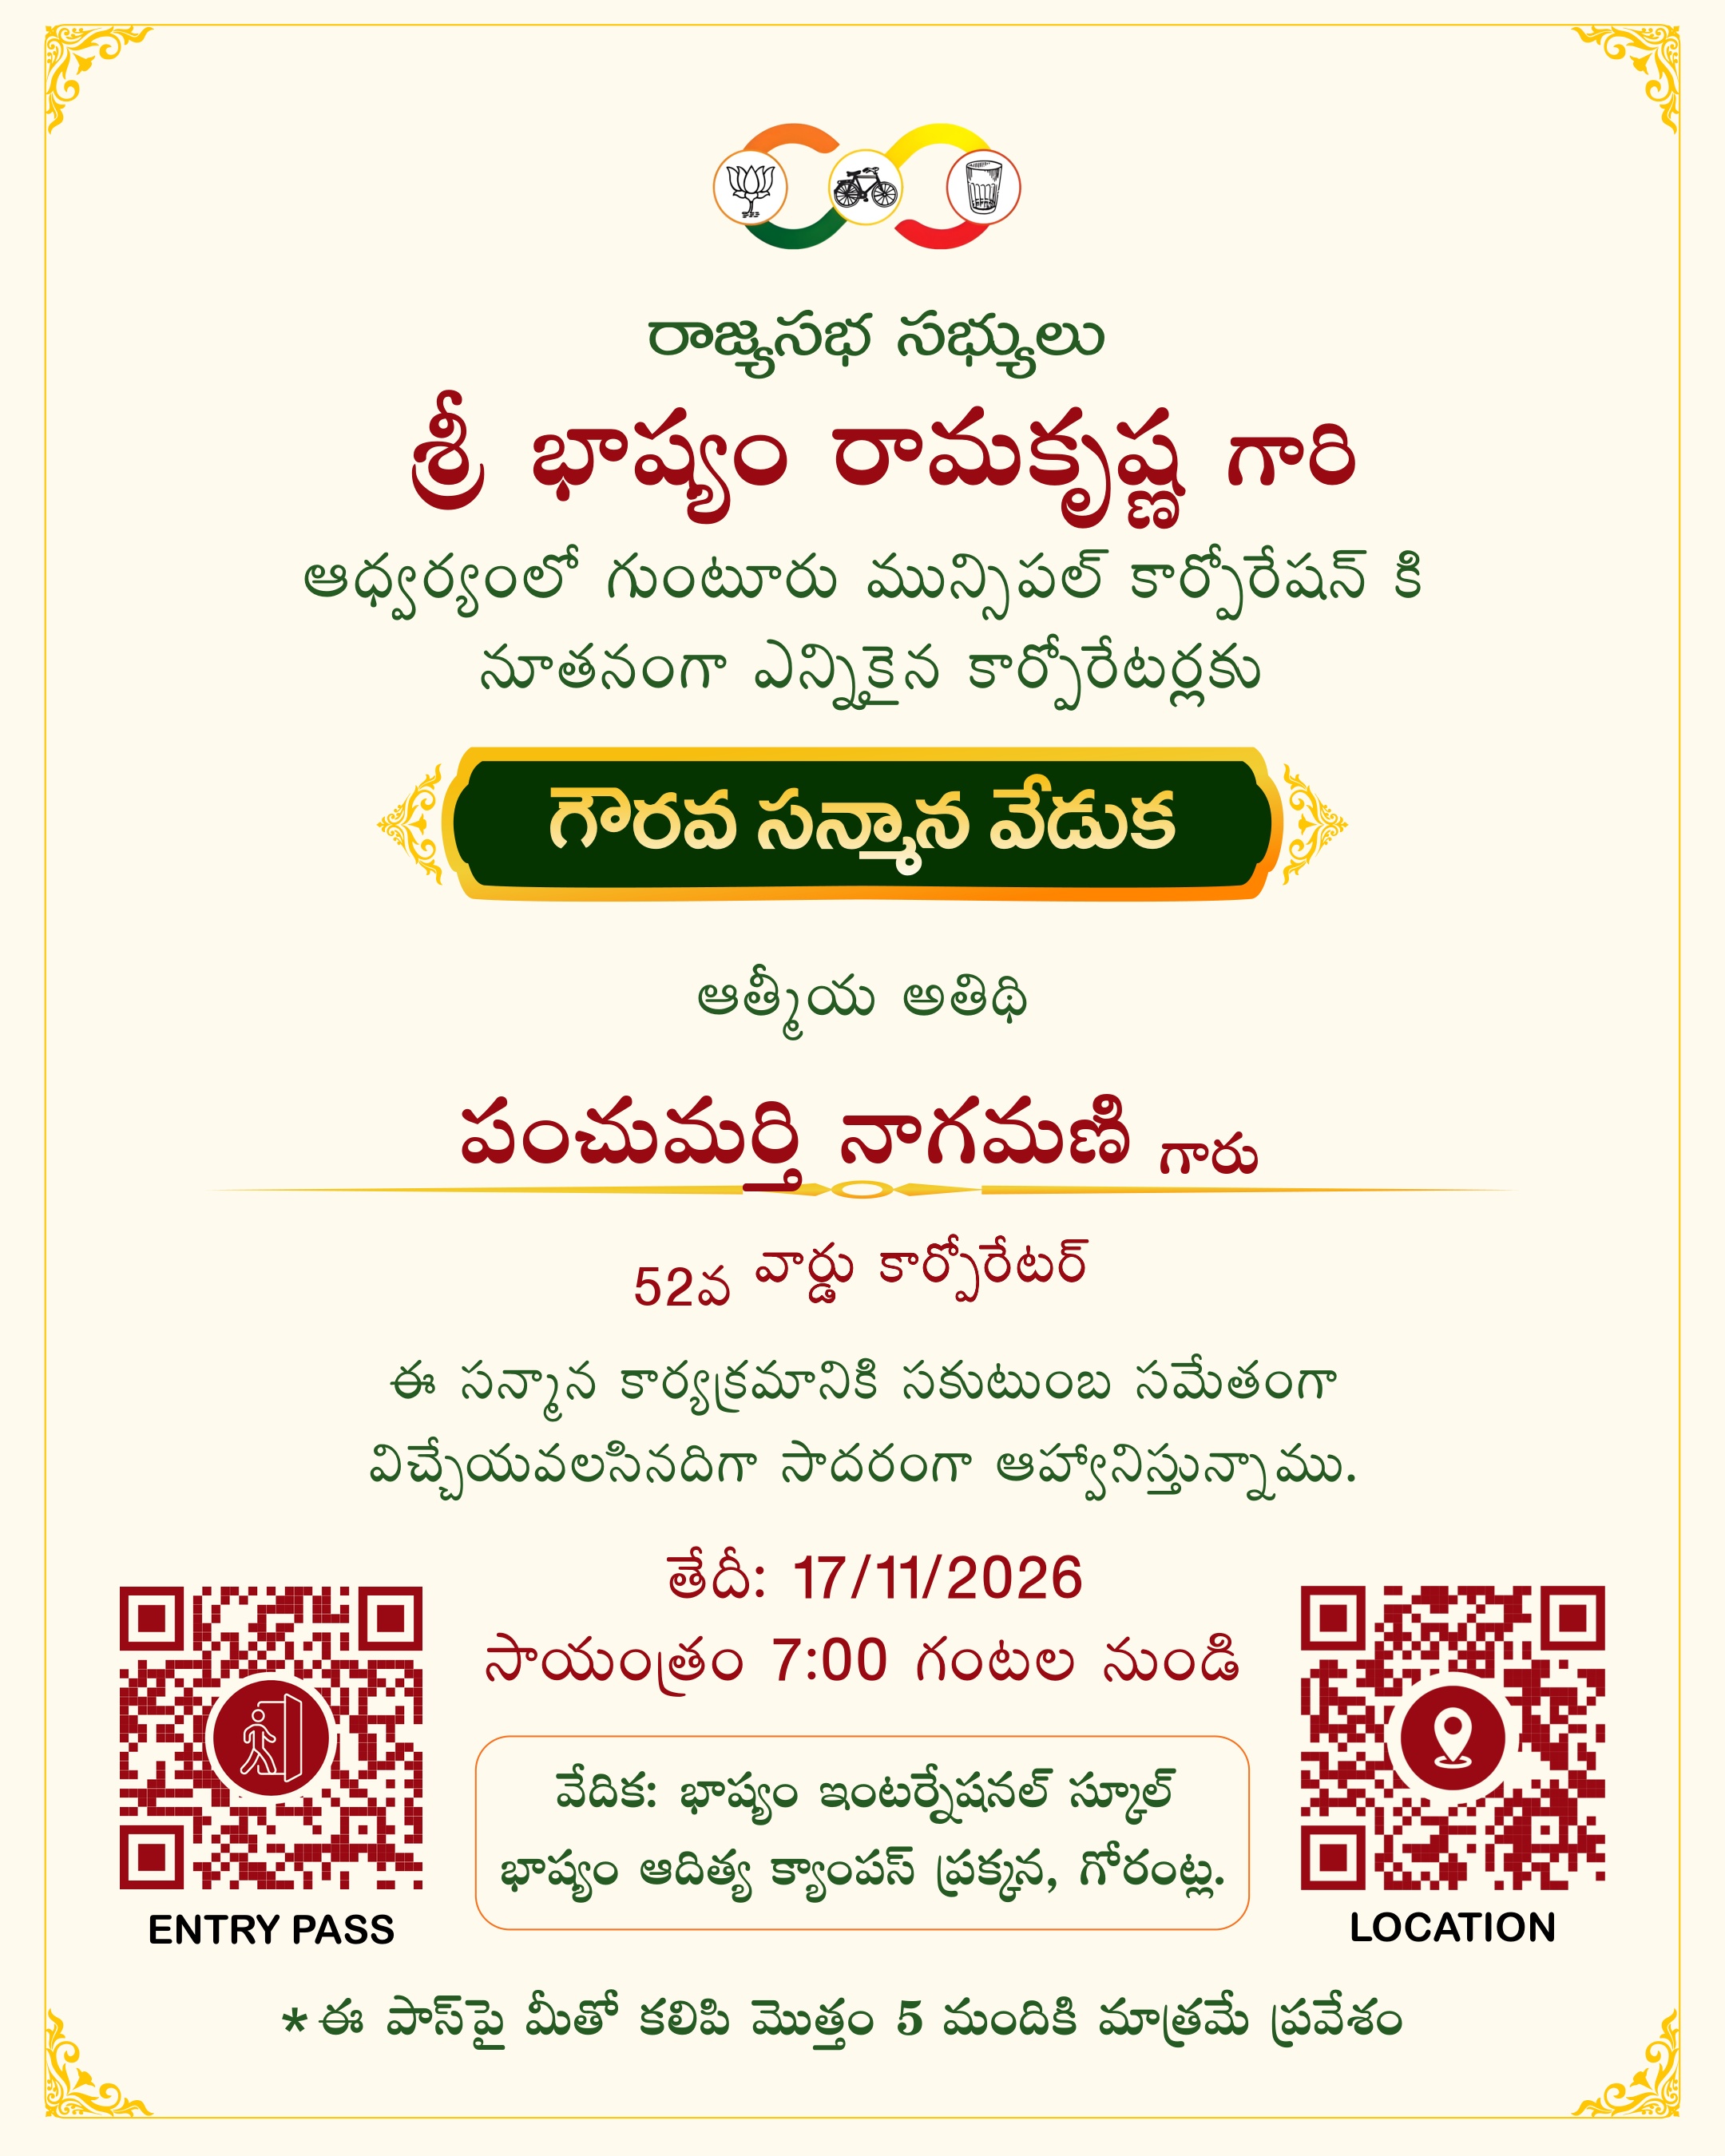 రాజ్యసభ సభ్యులు
శ్రీ భాష్యం రామకృష్ణ గారి
ఆధ్వర్యంలో గుంటూరు మున్సిపల్ కార్పోరేషన్ కి
నూతనంగా ఎన్నికైన కార్పోరేటర్లకు
గౌరవ సన్మాన వేడుక
ఆత్మీయ అతిథి
పంచుమర్తి నాగమణి గారు
52వ వార్డు కార్పోరేటర్
ఈ సన్మాన కార్యక్రమానికి సకుటుంబ సమేతంగా
విచ్చేయవలసినదిగా సాదరంగా ఆహ్వానిస్తున్నాము.
తేదీ: 17/11/2026
సాయంత్రం 7:00 గంటల నుండి
వేదిక: భాష్యం ఇంటర్నేషనల్ స్కూల్
భాష్యం ఆదిత్య క్యాంపస్ ప్రక్కన, గోరంట్ల.
ENTRY PASS
LOCATION
*ఈ పాస్‌పై మీతో కలిపి మొత్తం 5 మందికి మాత్రమే ప్రవేశం